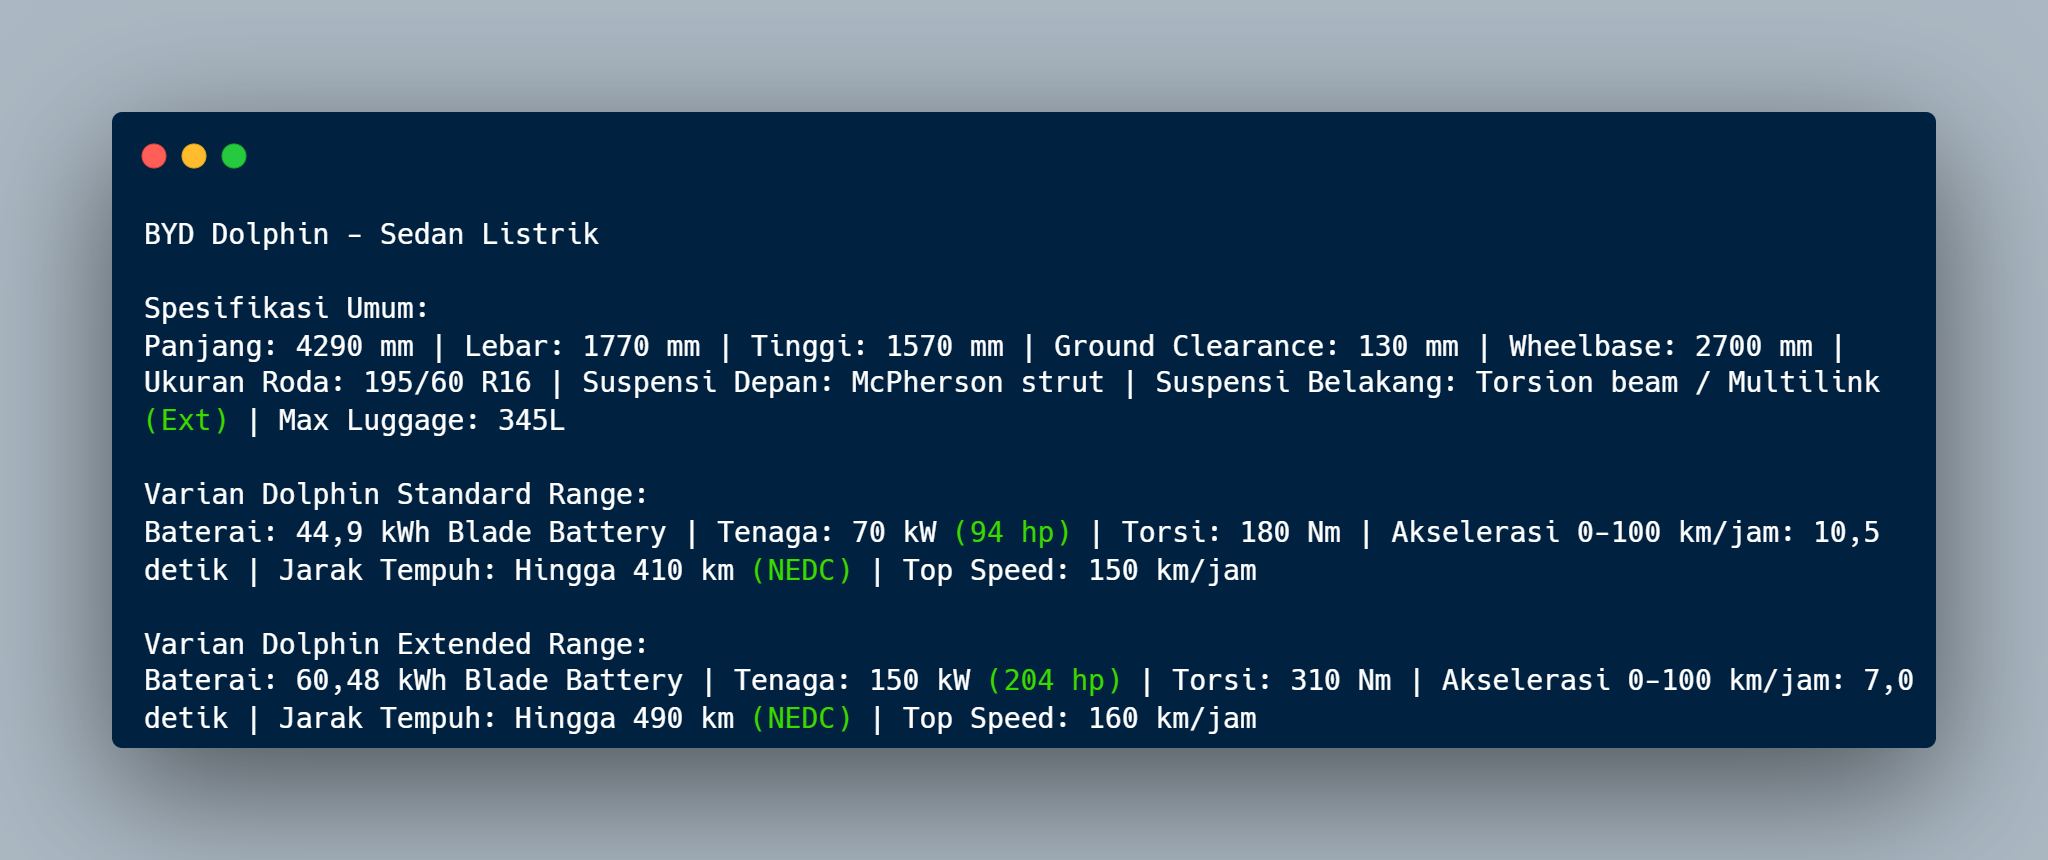 BYD Dolphin - Sedan Listrik
Spesifikasi Umum:
Panjang: 4290 mm | Lebar: 1770 mm | Tinggi: 1570 mm | Ground Clearance: 130 mm | Wheelbase: 2700 mm |
Ukuran Roda: 195/60 R16 | Suspensi Depan: McPherson strut | Suspensi Belakang: Torsion beam / Multilink
(Ext) | Max Luggage: 345L
Varian Dolphin Standard Range:
Baterai: 44,9 kWh Blade Battery | Tenaga: 70 kW (94 hp) | Torsi: 180 Nm | Akselerasi 0-100 km/jam: 10,5
detik | Jarak Tempuh: Hingga 410 km (NEDC) | Top Speed: 150 km/jam
Varian Dolphin Extended Range:
Baterai: 60,48 kWh Blade Battery | Tenaga: 150 kW (204 hp) | Torsi: 310 Nm | Akselerasi 0-100 km/jam: 7,0
detik | Jarak Tempuh: Hingga 490 km (NEDC) | Top Speed: 160 km/jam